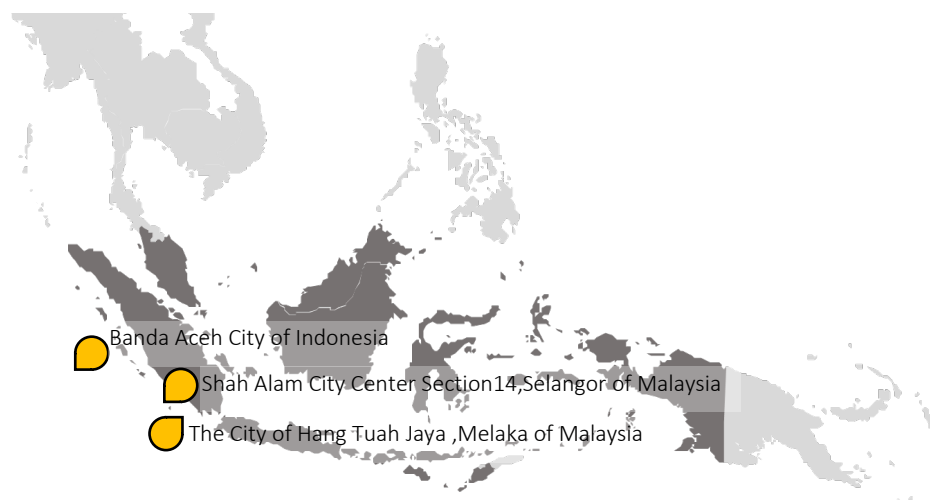 Banda Aceh City of Indonesia
Shah Alam City Center Section14,Selangor of Malaysia
The City of Hang Tuah Jaya ,Melaka of Malaysia